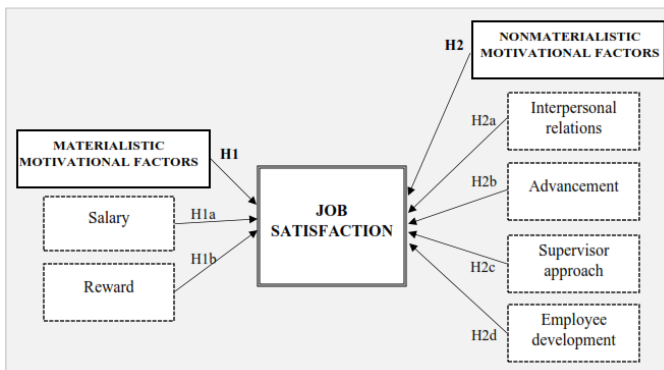 H2
NONMATERIALISTIC
MOTIVATIONAL FACTORS
H2a
Interpersonal
relations
MATERIALISTIC
MOTIVATIONAL FACTORS
H1
H2b
Advancement
Salary
H1a
JOB
SATISFACTION
Reward
H1b
H2c
Supervisor
approach
H2d
Employee
development